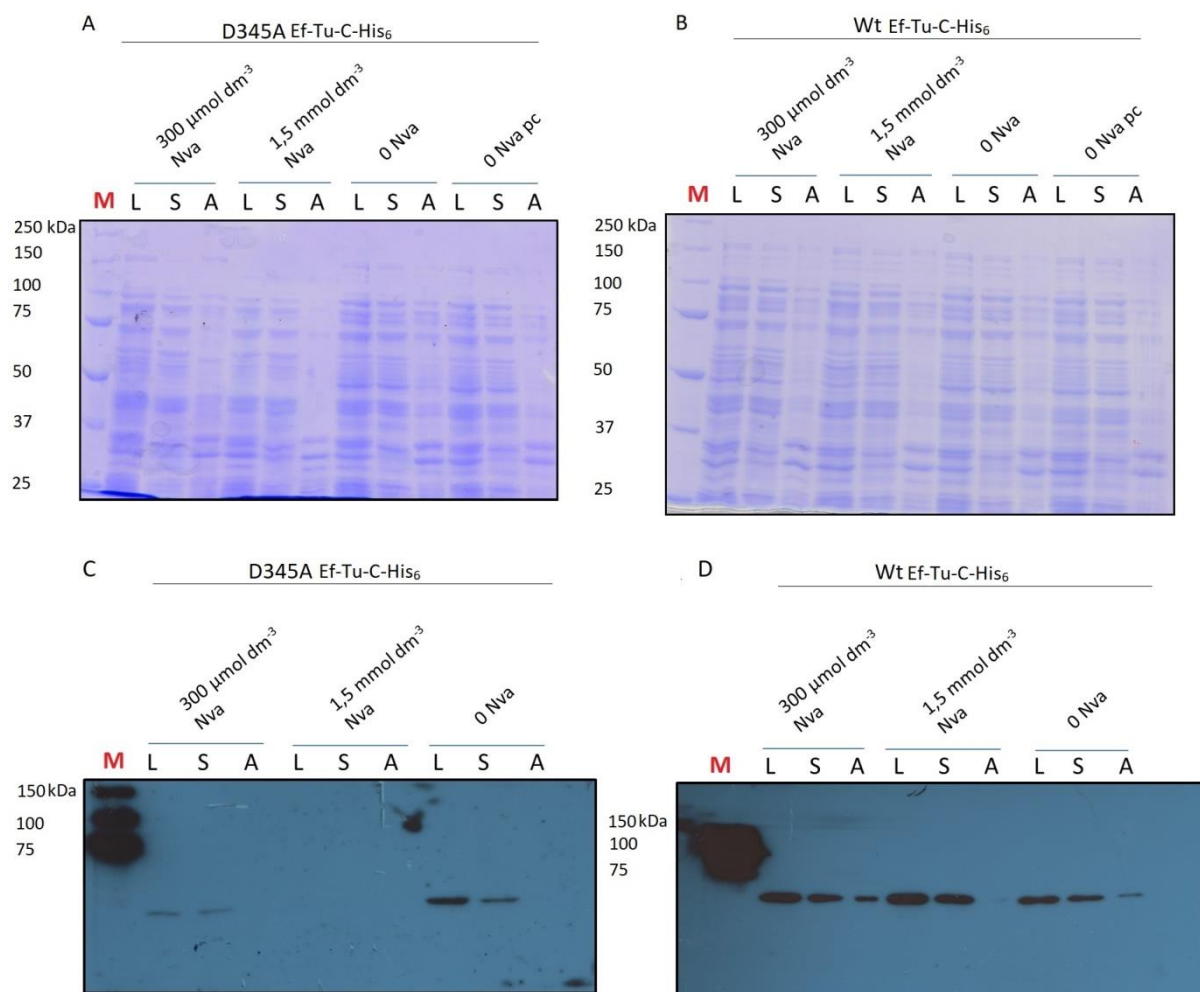 A
D345A Ef-Tu-C-His₆
300 µmol dm⁻³
Nva
1,5 mmol dm⁻³
Nva
0 Nva
0 Nva pc
M L S A L S A L S A L S A
250 kDa
150
100
75
50
37
25
B
Wt Ef-Tu-C-His₆
300 µmol dm⁻³
Nva
1,5 mmol dm⁻³
Nva
0 Nva
0 Nva pc
M L S A L S A L S A L S A
250 kDa
150
100
75
50
37
25
C
D345A Ef-Tu-C-His₆
300 µmol dm⁻³
Nva
1,5 mmol dm⁻³
Nva
0 Nva
M L S A L S A L S A
150 kDa
100
75
D
Wt Ef-Tu-C-His₆
300 µmol dm⁻³
Nva
1,5 mmol dm⁻³
Nva
0 Nva
M L S A L S A L S A
150 kDa
100
75